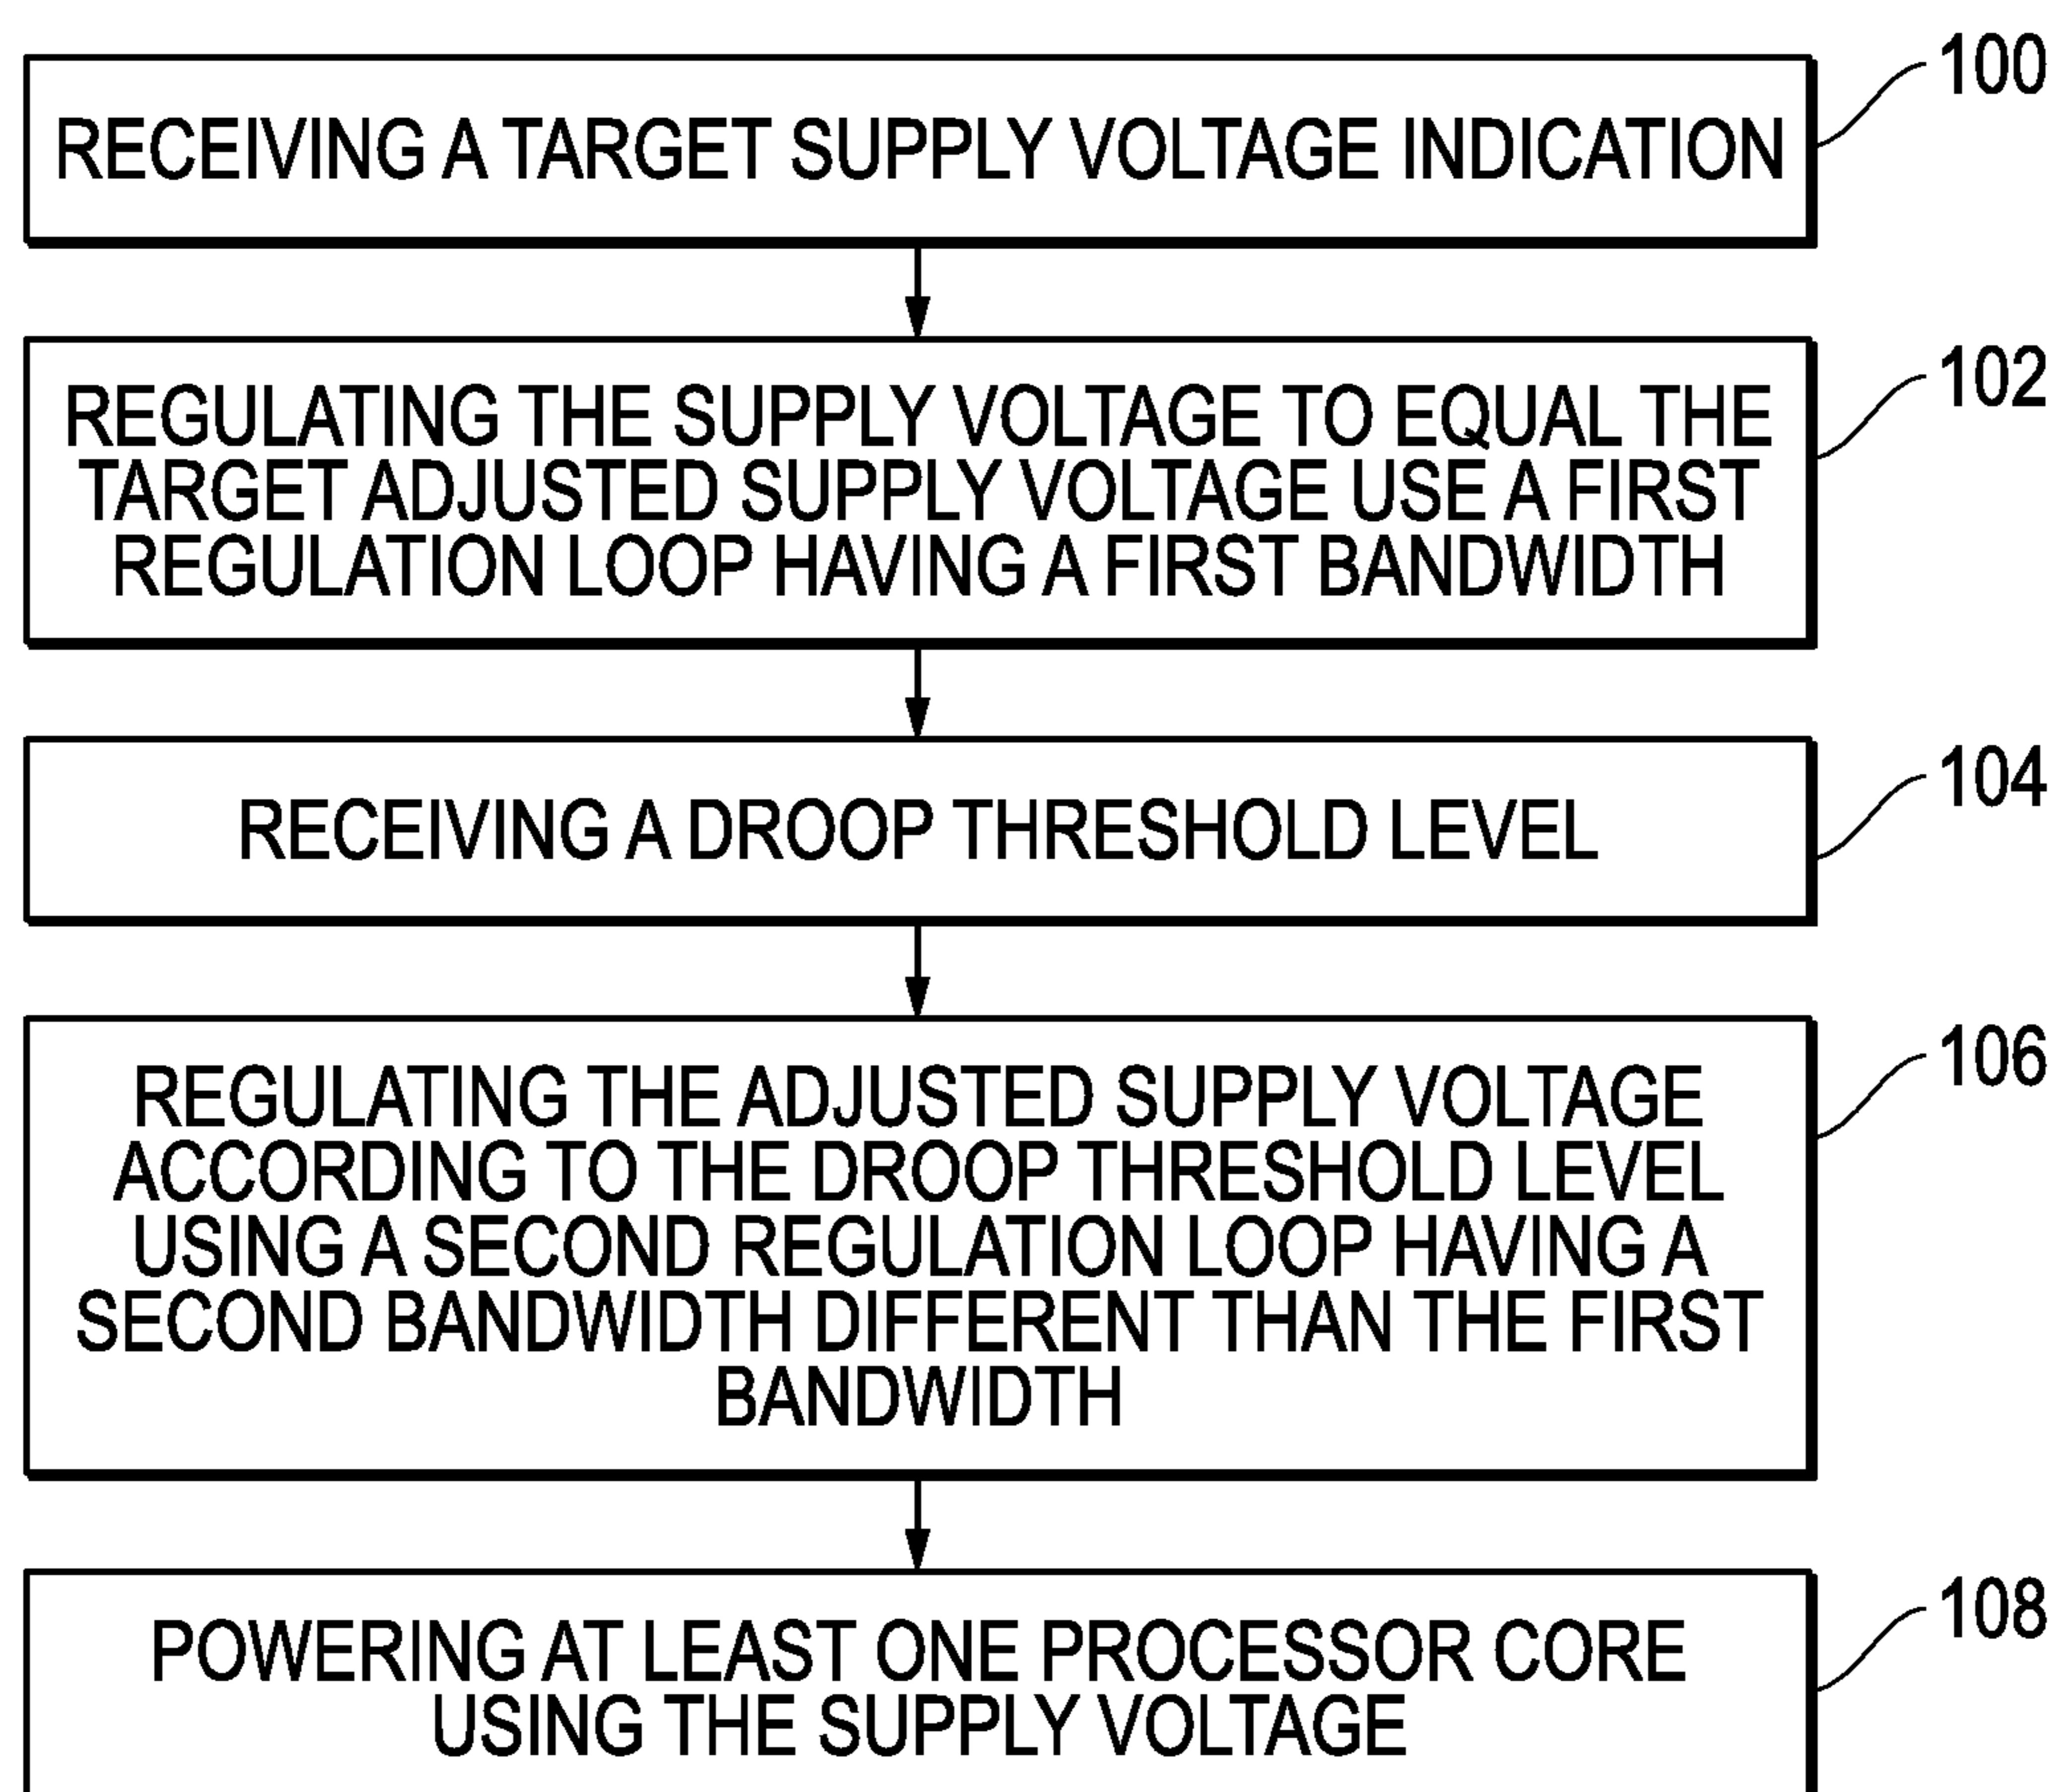 100
RECEIVING A TARGET SUPPLY VOLTAGE INDICATION
102
REGULATING THE SUPPLY VOLTAGE TO EQUAL THE
TARGET ADJUSTED SUPPLY VOLTAGE USE A FIRST
REGULATION LOOP HAVING A FIRST BANDWIDTH
104
RECEIVING A DROOP THRESHOLD LEVEL
106
REGULATING THE ADJUSTED SUPPLY VOLTAGE
ACCORDING TO THE DROOP THRESHOLD LEVEL
USING A SECOND REGULATION LOOP HAVING A
SECOND BANDWIDTH DIFFERENT THAN THE FIRST
BANDWIDTH
108
POWERING AT LEAST ONE PROCESSOR CORE
USING THE SUPPLY VOLTAGE